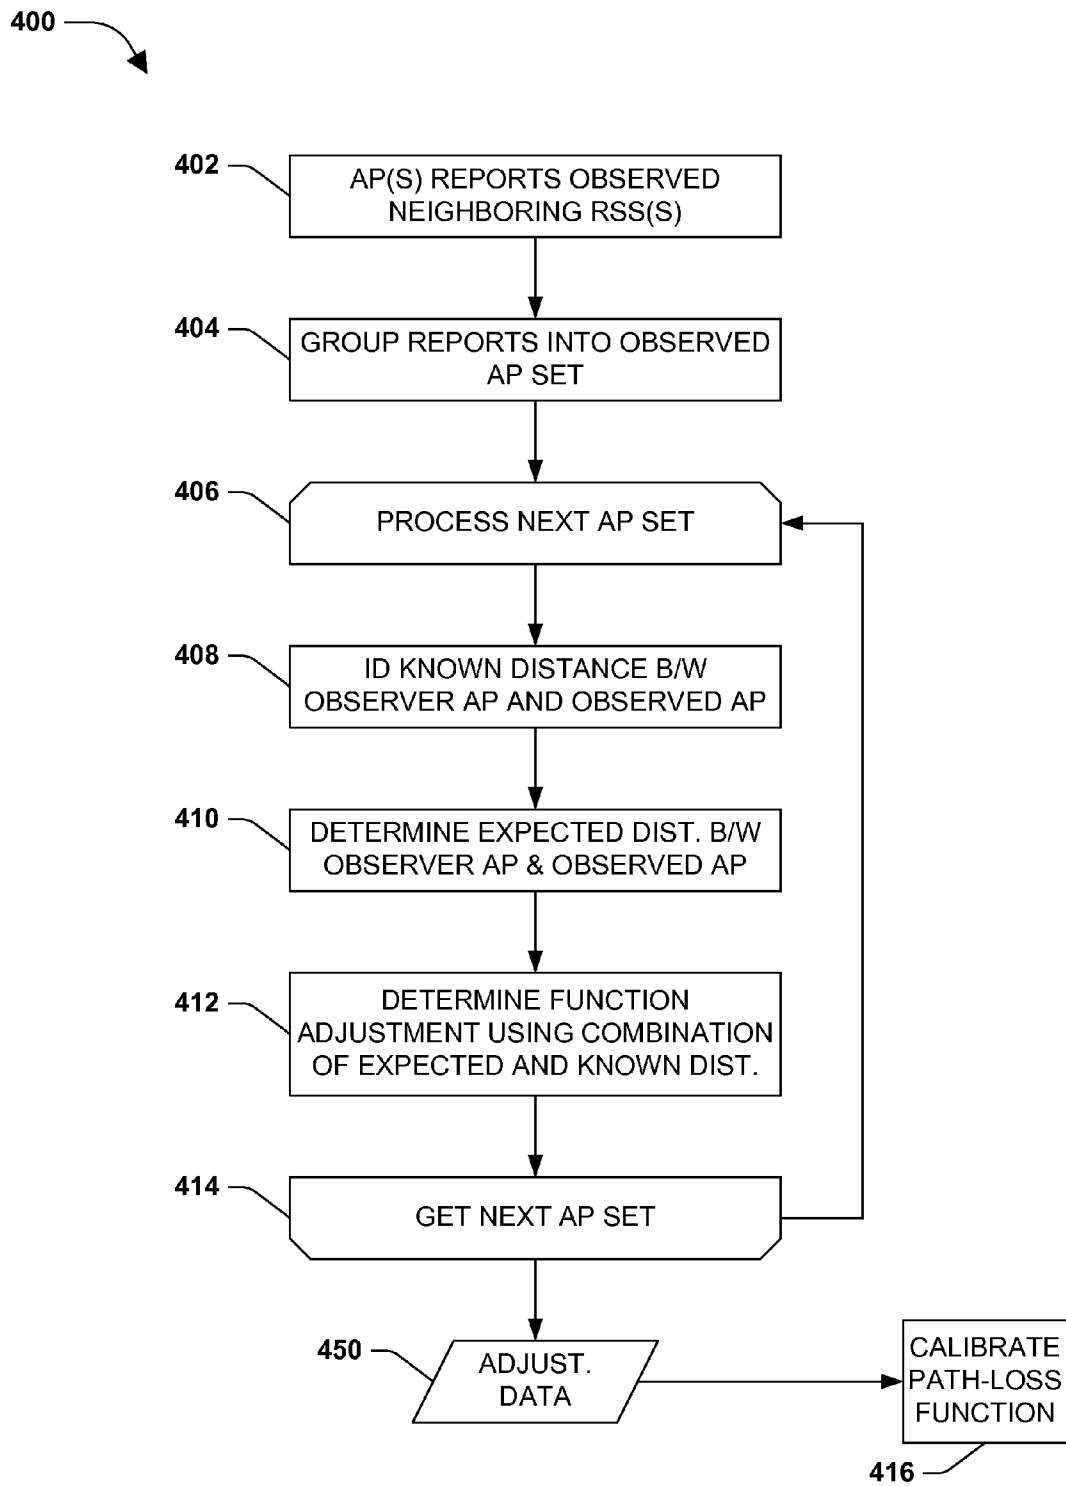 400
402
AP(S) REPORTS OBSERVED
NEIGHBORING RSS(S)
404
GROUP REPORTS INTO OBSERVED
AP SET
406
PROCESS NEXT AP SET
408
ID KNOWN DISTANCE B/W
OBSERVER AP AND OBSERVED AP
410
DETERMINE EXPECTED DIST. B/W
OBSERVER AP & OBSERVED AP
412
DETERMINE FUNCTION
ADJUSTMENT USING COMBINATION
OF EXPECTED AND KNOWN DIST.
414
GET NEXT AP SET
450
ADJUST.
DATA
CALIBRATE
PATH-LOSS
FUNCTION
416